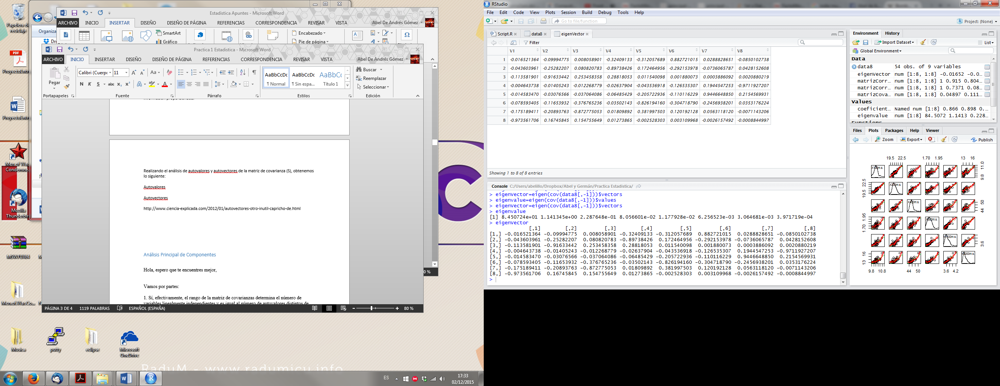 Papelera de
reciclaje
ProyectoEntr
ProyectoEntr
Men of War
Condemne
Mozilla
Thunderbir
MSW7UX64
Men.of.War.Co...
Musica
putty
eclipse
Microsoft
OneDrive
Organiza
Estadistica Apuntes - Microsoft Word
ARCHIVO INICIO INSERTAR DISEÑO DISEÑO DE PÁGINA REFERENCIAS CORRESPONDENCIA REVISAR VISTA Abel De Andrés Gómez
SmartArt
Gráfico
Encabezado
Pie de página
Practica 1 Estadistica - Microsoft Word
ARCHIVO INICIO INSERTAR DISEÑO DISEÑO DE PÁGINA REFERENCIAS CORRESPONDENCIA REVISAR VISTA Abel De Andrés Gómez
Pegar
Calibri (Cuerpo 11
N K S abc x₂ x²
AaBbCcDc AaBbCcDc AaBbCc
¶ Normal ¶ Sin espa... Título 1
Buscar
Reemplazar
Seleccionar
Portapapeles Fuente Párrafo Estilos Edición
Realizando el análisis de autovalores y autovectores de la matriz de covarianza (S), obtenemos
lo siguiente:
Autovalores
Autovectores
http://www.ciencia-explicada.com/2012/01/autovectores-otro-inutil-capricho-de.html
Análisis Principal de Componentes
Hola, espero que te encuentres mejor,
Vamos por partes:
1. Sí, efectivamente, el rango de la matriz de covarianzas determina el número de
variables linealmente independientes y es igual al número de autovalores distintos de
PÁGINA 3 DE 4 1119 PALABRAS ESPAÑOL (ESPAÑA) 80 %
0 %
RaduM - www.radumicu.info
ES 17:33
02/12/2015
RStudio
File Edit Code View Plots Session Build Debug Tools Help
Go to file/function
Project: (None)
Script.R data8 eigenVector
Filter
V1 V2 V3 V4 V5 V6 V7 V8
1 -0.016521364 -0.09994775 0.008058901 -0.32409133 -0.312057689 0.882721015 0.0288828651 -0.0850102738
2 -0.043603961 -0.25282207 0.080820783 -0.89738426 0.172464956 -0.292153978 -0.0736065787 0.0428152608
3 -0.113581901 -0.91633442 0.253458358 0.28818053 0.011540098 0.001880073 0.0003886092 0.0020880219
4 -0.004643738 -0.01405243 -0.012268779 -0.02637904 -0.043536918 -0.126535307 0.1944547253 -0.9711927207
5 -0.014583470 -0.03076566 -0.037064086 -0.06485429 -0.205722936 -0.110116229 0.9446648850 0.2154569931
6 -0.078593405 -0.11653932 -0.376765236 -0.03502143 -0.826194160 -0.304718790 -0.2456938201 0.0353176224
7 -0.175189411 -0.20893763 -0.872775053 0.01809892 0.381997503 0.120192128 0.0563118120 -0.0071143206
8 -0.973561706 0.16745845 0.154755649 0.01273865 -0.002528303 0.003109968 -0.0026157492 -0.0008844997
Showing 1 to 8 of 8 entries
Console C:/Users/abelillo/Dropbox/Abel y Germán/Practica Estadistica/
> eigenVector=eigen(cov(data8[,-1]))$vectors
> eigenvalue=eigen(cov(data8[,-1]))$values
> eigenVector=eigen(cov(data8[,-1]))$vectors
> eigenvalue
[1] 8.450724e+01 1.141345e+00 2.287648e-01 8.056601e-02 1.177928e-02 6.256523e-03 3.064681e-03 3.971719e-04
> eigenVector
[,1] [,2] [,3] [,4] [,5] [,6] [,7] [,8]
[1,] -0.016521364 -0.09994775 0.008058901 -0.32409133 -0.312057689 0.882721015 0.0288828651 -0.0850102738
[2,] -0.043603961 -0.25282207 0.080820783 -0.89738426 0.172464956 -0.292153978 -0.0736065787 0.0428152608
[3,] -0.113581901 -0.91633442 0.253458358 0.28818053 0.011540098 0.001880073 0.0003886092 0.0020880219
[4,] -0.004643738 -0.01405243 -0.012268779 -0.02637904 -0.043536918 -0.126535307 0.1944547253 -0.9711927207
[5,] -0.014583470 -0.03076566 -0.037064086 -0.06485429 -0.205722936 -0.110116229 0.9446648850 0.2154569931
[6,] -0.078593405 -0.11653932 -0.376765236 -0.03502143 -0.826194160 -0.304718790 -0.2456938201 0.0353176224
[7,] -0.175189411 -0.20893763 -0.872775053 0.01809892 0.381997503 0.120192128 0.0563118120 -0.0071143206
[8,] -0.973561706 0.16745845 0.154755649 0.01273865 -0.002528303 0.003109968 -0.0026157492 -0.0008844997
>
Environment History
Import Dataset List
Global Environment
Data
data8 54 obs. of 9 variables
eigenVector num [1:8, 1:8] -0.01652 -0.0...
matrizCorr... num [1:8, 1:8] 1 0.915 0.804...
matrizCorr... num [1:8, 1:8] 1 0.7371 0.08...
matrizCova... num [1:8, 1:8] 0.04897 0.111...
Values
coeficient... Named num [1:8] 0.866 0.898 0....
eigenvalue num [1:8] 84.5072 1.1413 0.228...
Functions
Files Plots Packages Help Viewer
Zoom Export Publish
19.5 22.5 1.70 1.95 13 16
X100m.s.
9.8 11.0
19.5 22.5
X200m.s.
X400m.s.
44 50
1.70 1.95
X800m.s.
X1500m.s.
3.6
13 16
X5000m.s.
9.8 10.8 44 50 3.6 4.2